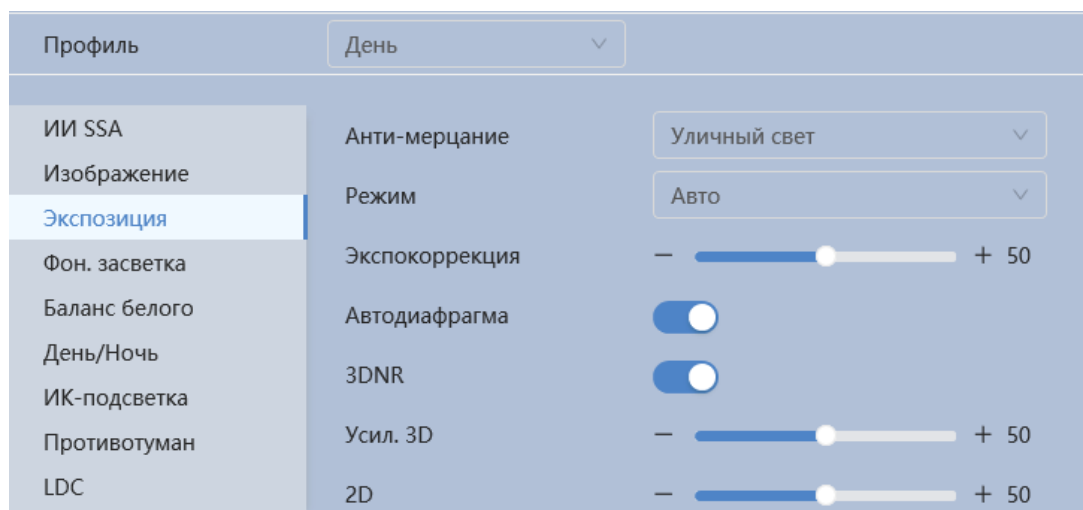 Профиль День
ИИ SSA
Изображение
Экспозиция
Фон. засветка
Баланс белого
День/Ночь
ИК-подсветка
Противотуман
LDC
Анти-мерцание Уличный свет
Режим Авто
Экспокоррекция − + 50
Автодиафрагма
3DNR
Усил. 3D − + 50
2D − + 50